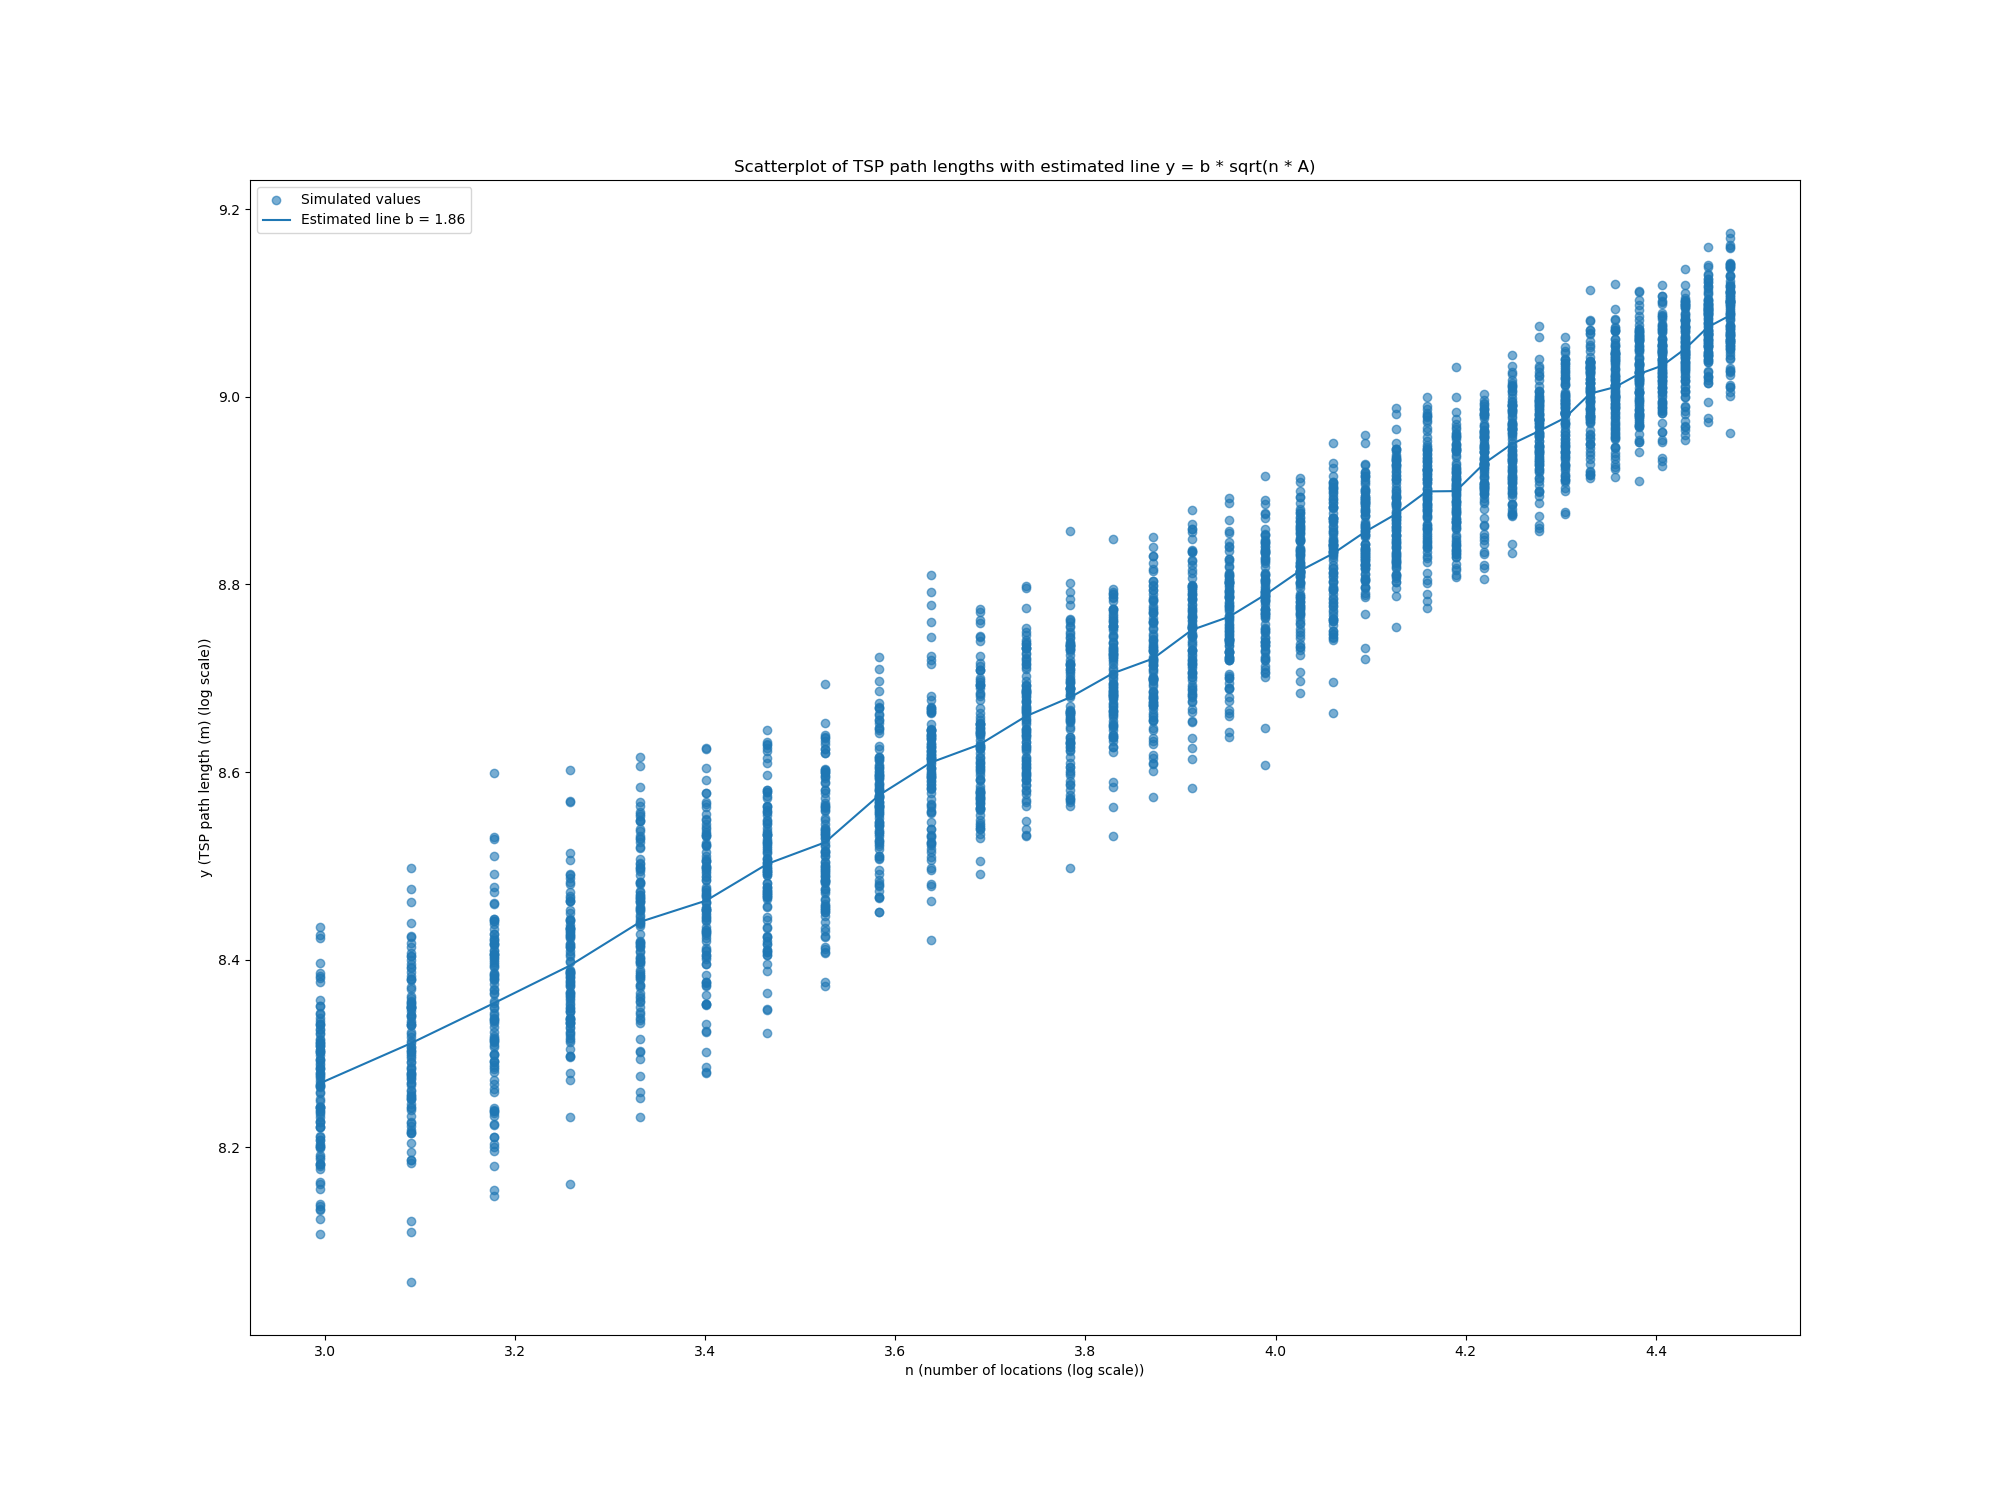 Scatterplot of TSP path lengths with estimated line y = b * sqrt(n * A)
Simulated values
Estimated line b = 1.86
9.2
9.0
8.8
8.6
8.4
8.2
y (TSP path length (m) (log scale))
3.0 3.2 3.4 3.6 3.8 4.0 4.2 4.4
n (number of locations (log scale))